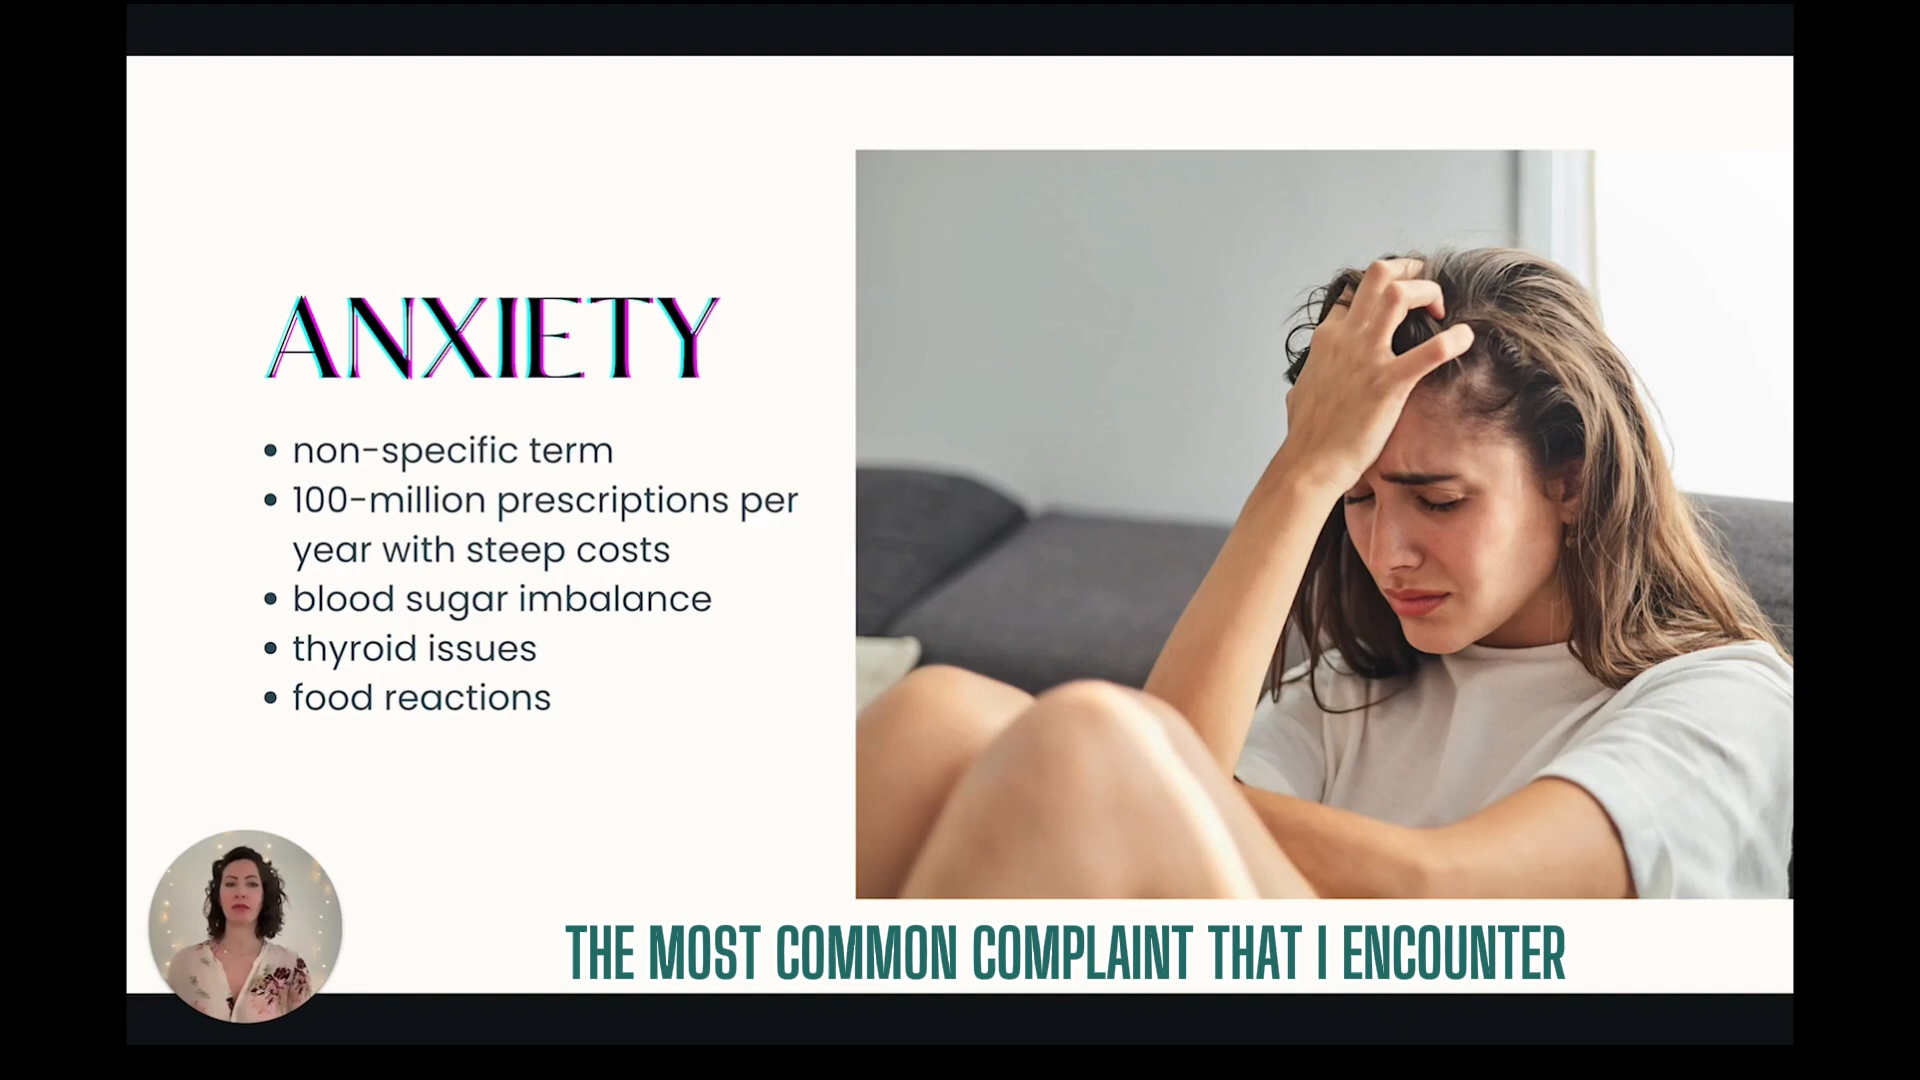 ANXIETY
• non-specific term
• 100-million prescriptions per
year with steep costs
• blood sugar imbalance
• thyroid issues
• food reactions
THE MOST COMMON COMPLAINT THAT I ENCOUNTER